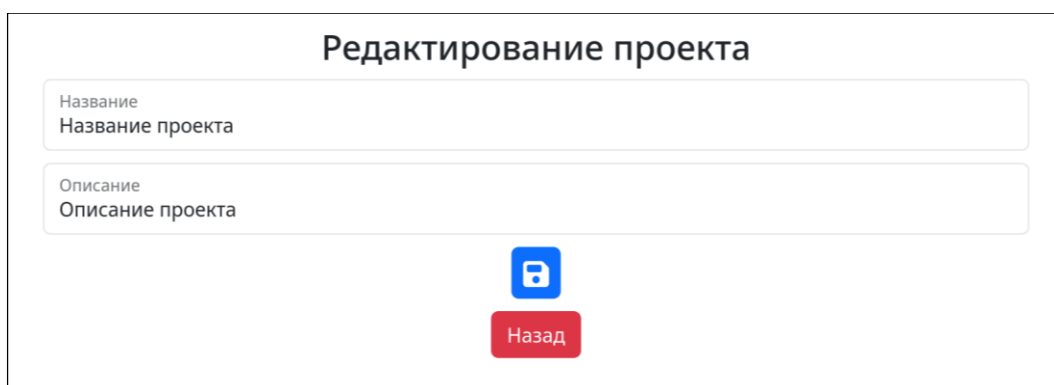 Редактирование проекта
Название
Название проекта
Описание
Описание проекта
Назад